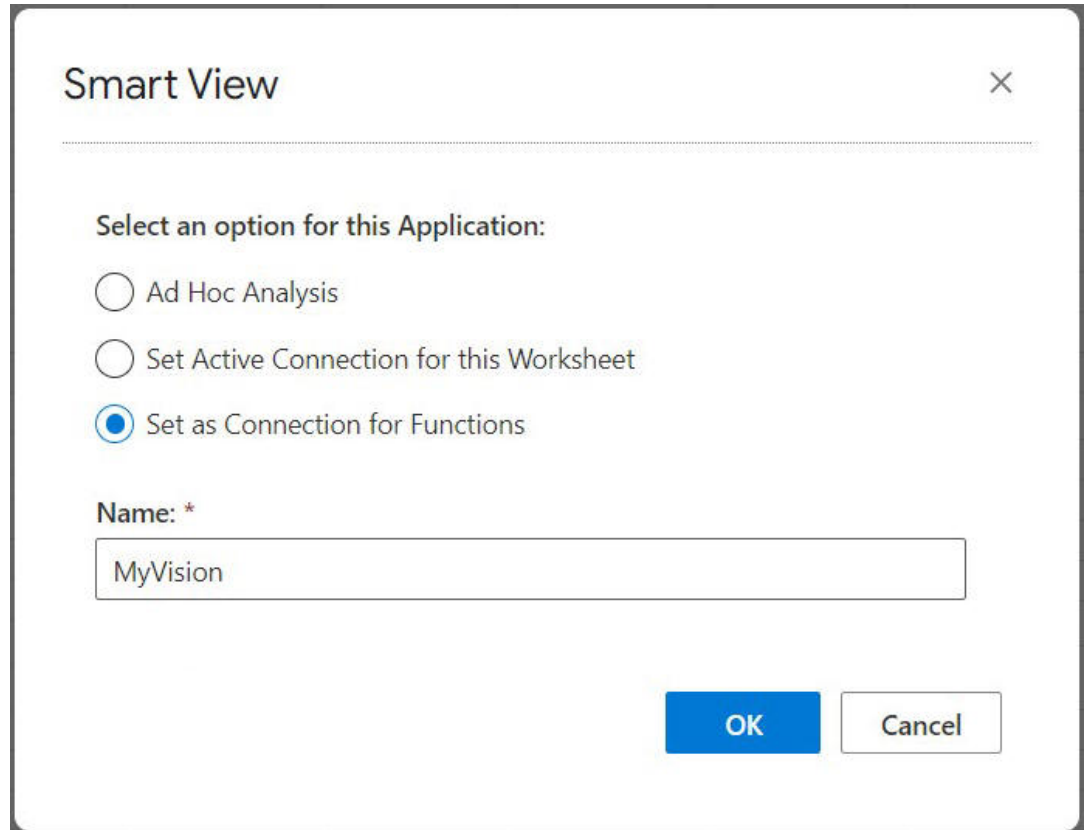 Smart View
Select an option for this Application:
Ad Hoc Analysis
Set Active Connection for this Worksheet
Set as Connection for Functions
Name: *
MyVision
OK Cancel